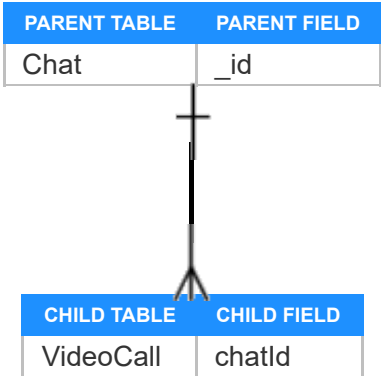 PARENT TABLE PARENT FIELD
Chat _id
CHILD TABLE CHILD FIELD
VideoCall chatId